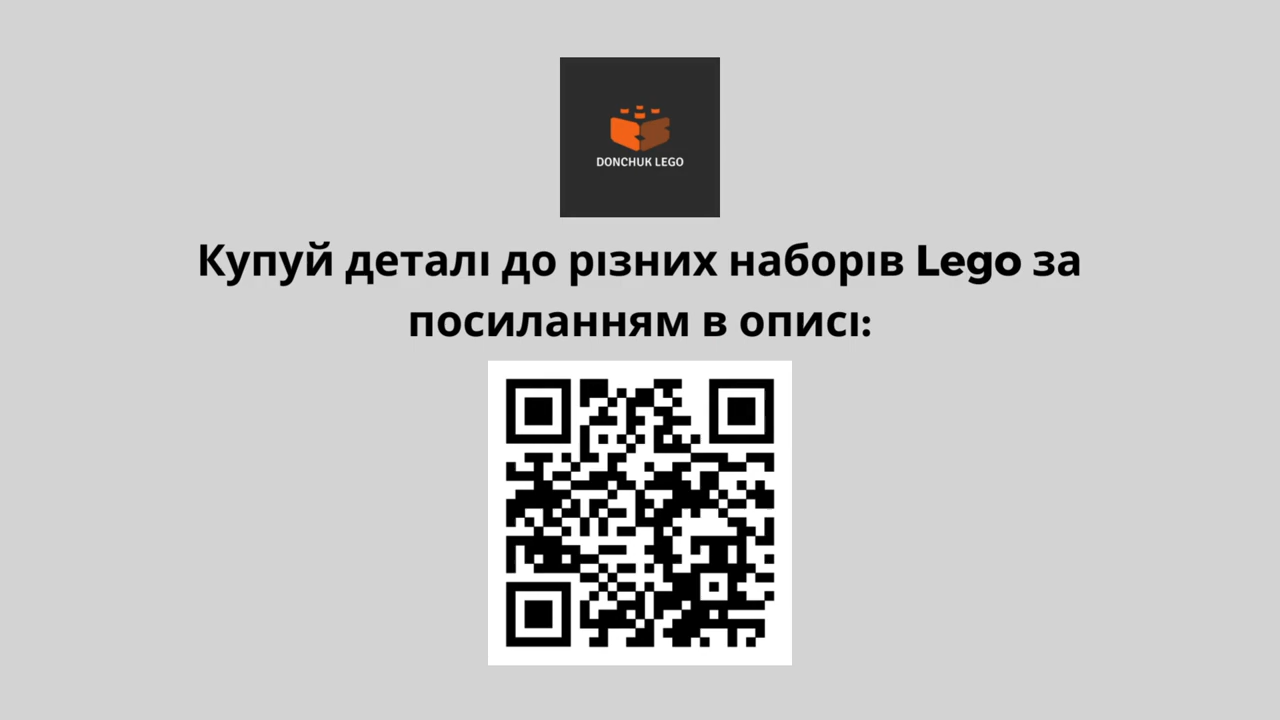 DONCHUK LEGO
Купуй деталі до різних наборів Lego за
посиланням в описі: